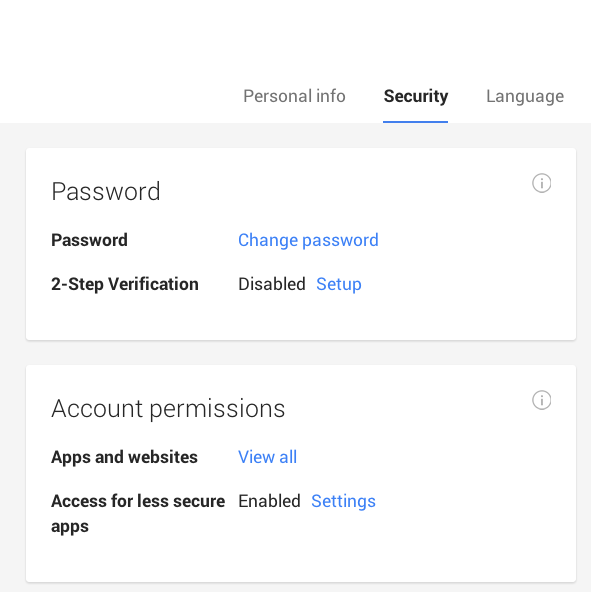 Personal info Security Language
Password
Password Change password
2-Step Verification Disabled Setup
Account permissions
Apps and websites View all
Access for less secure Enabled Settings
apps